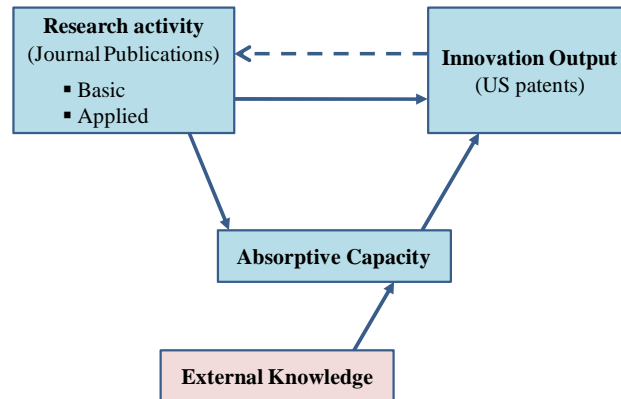 Research activity
(Journal Publications)
▪ Basic
▪ Applied
Innovation Output
(US patents)
Absorptive Capacity
External Knowledge